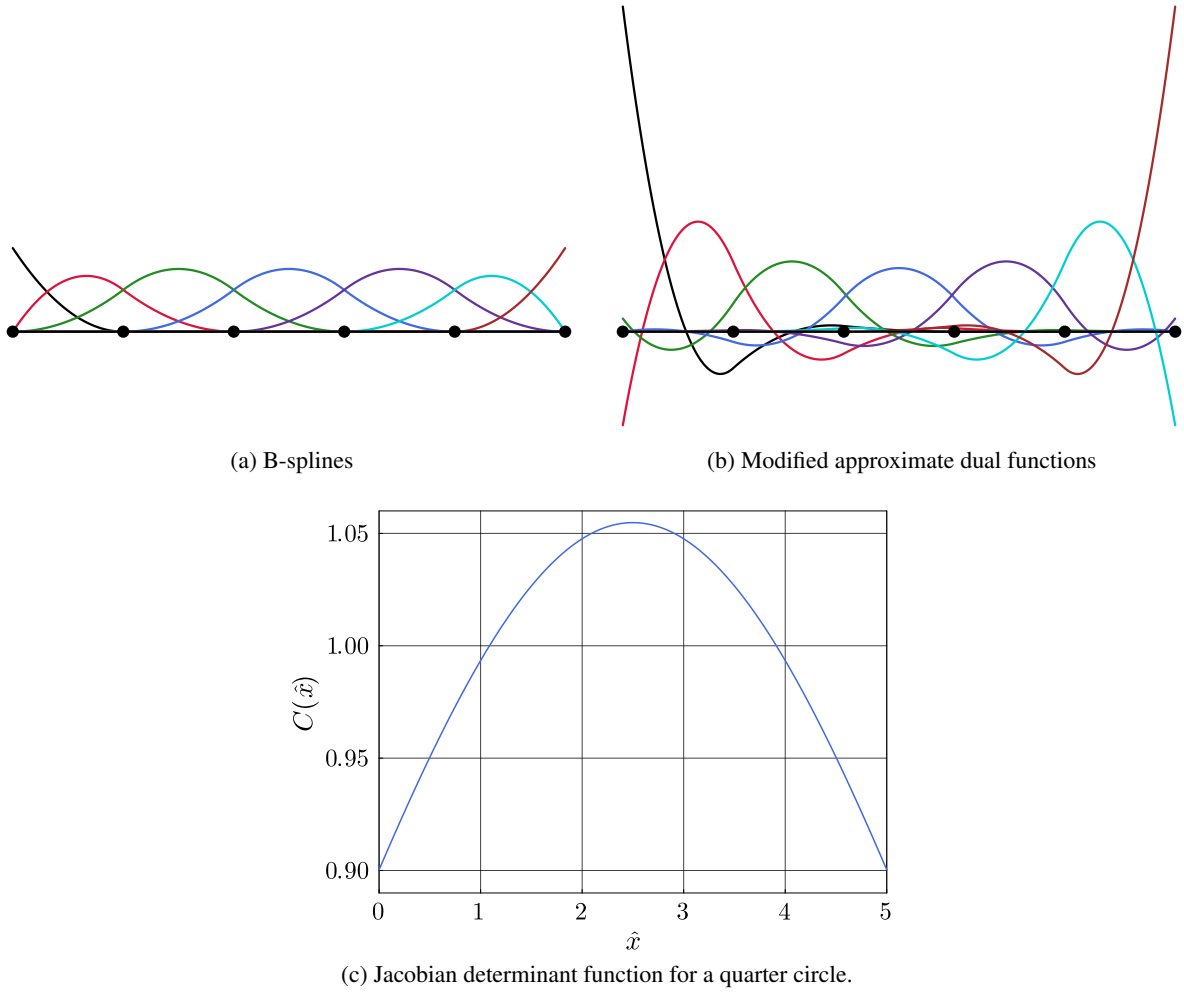 (a) B-splines
(b) Modified approximate dual functions
1.05
1.00
0.95
0.90
C(x̂)
0 1 2 3 4 5
x̂
(c) Jacobian determinant function for a quarter circle.